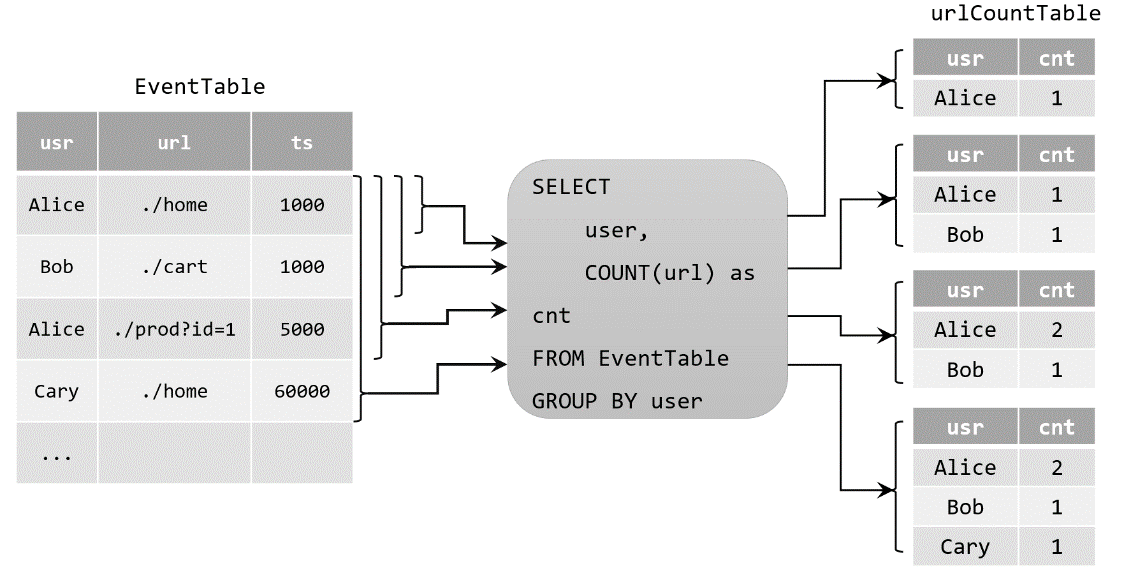 EventTable
usr url ts
Alice ./home 1000
Bob ./cart 1000
Alice ./prod?id=1 5000
Cary ./home 60000
...
SELECT
user,
COUNT(url) as
cnt
FROM EventTable
GROUP BY user
urlCountTable
usr cnt
Alice 1
usr cnt
Alice 1
Bob 1
usr cnt
Alice 2
Bob 1
usr cnt
Alice 2
Bob 1
Cary 1